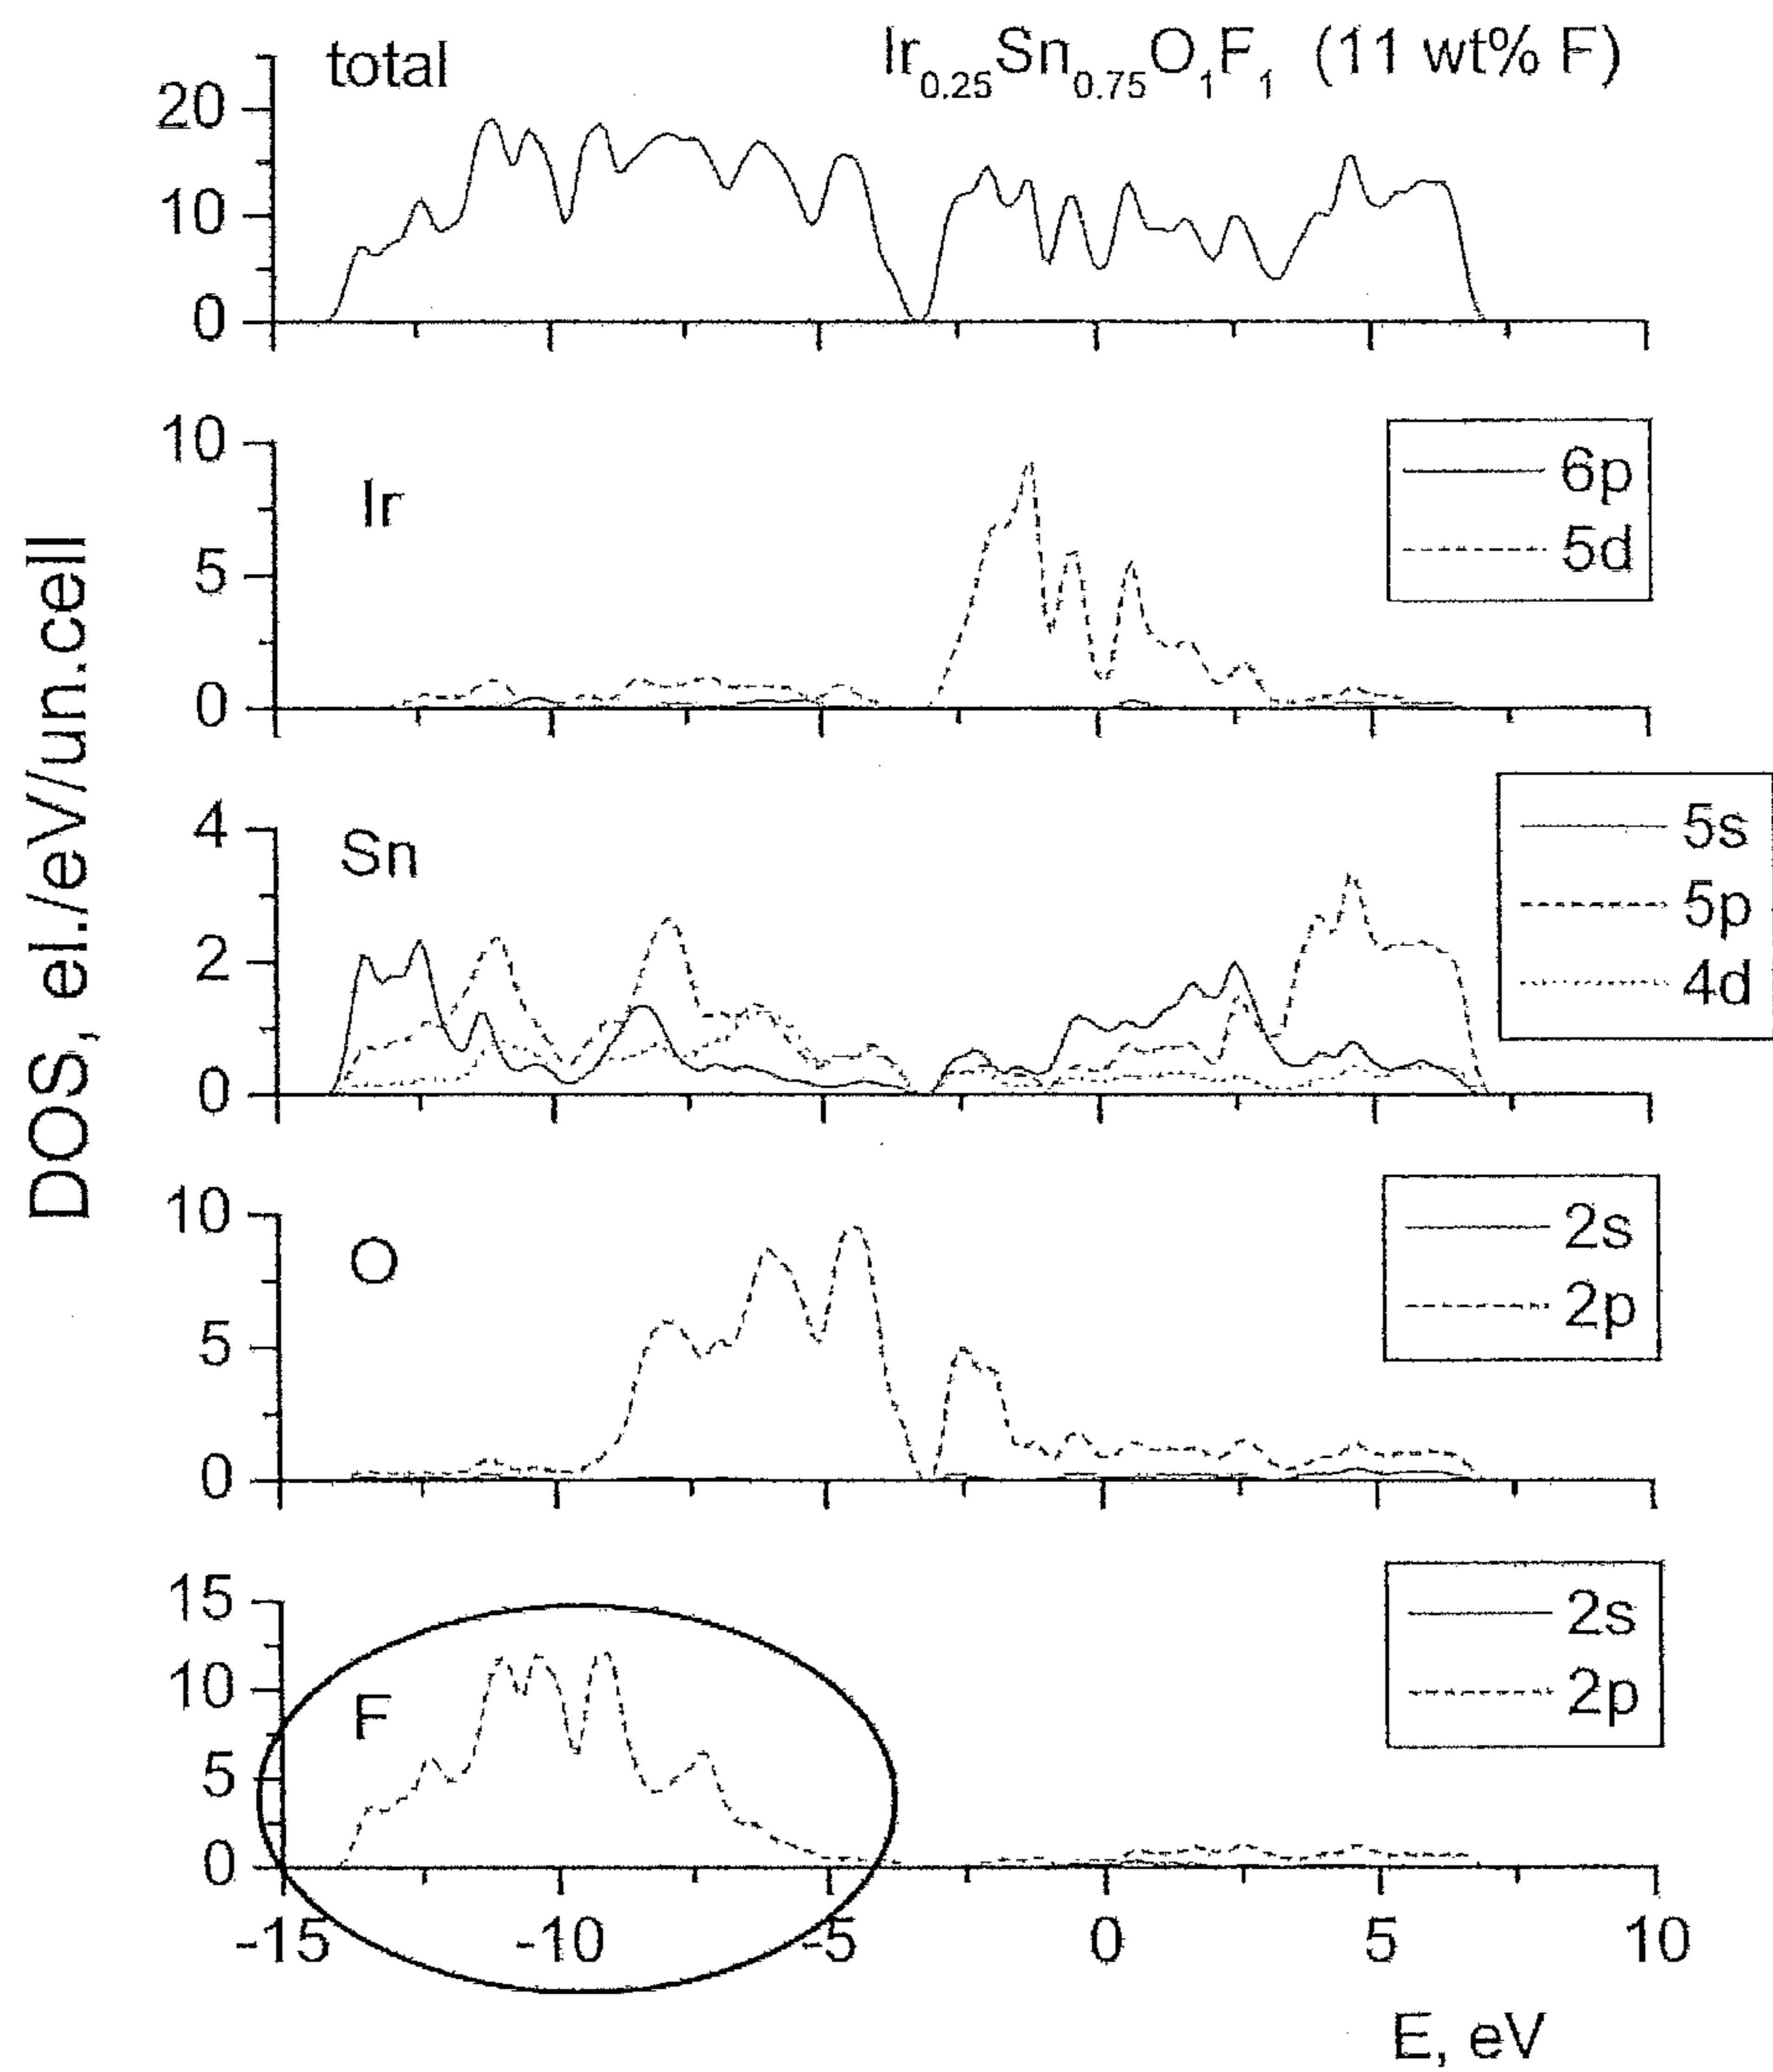 total
Ir0.25Sn0.75O1F1 (11 wt% F)
20
10
0
DOS, el./eV/un.cell
10
5
0
Ir
6p
5d
4
2
0
Sn
5s
5p
4d
10
5
0
O
2s
2p
15
10
5
0
F
2s
2p
-15 -10 -5 0 5 10
E, eV